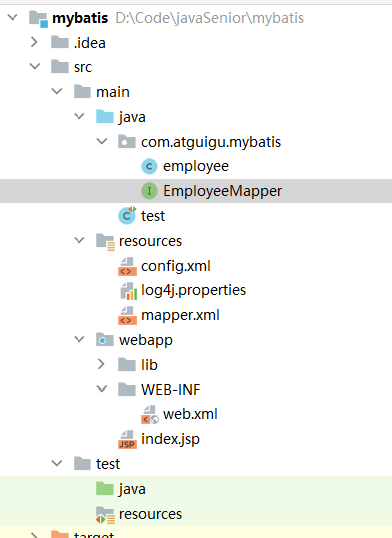 mybatis D:\Code\javaSenior\mybatis
.idea
src
main
java
com.atguigu.mybatis
C employee
I EmployeeMapper
C test
resources
config.xml
log4j.properties
mapper.xml
webapp
lib
WEB-INF
web.xml
JSP index.jsp
test
java
resources
target